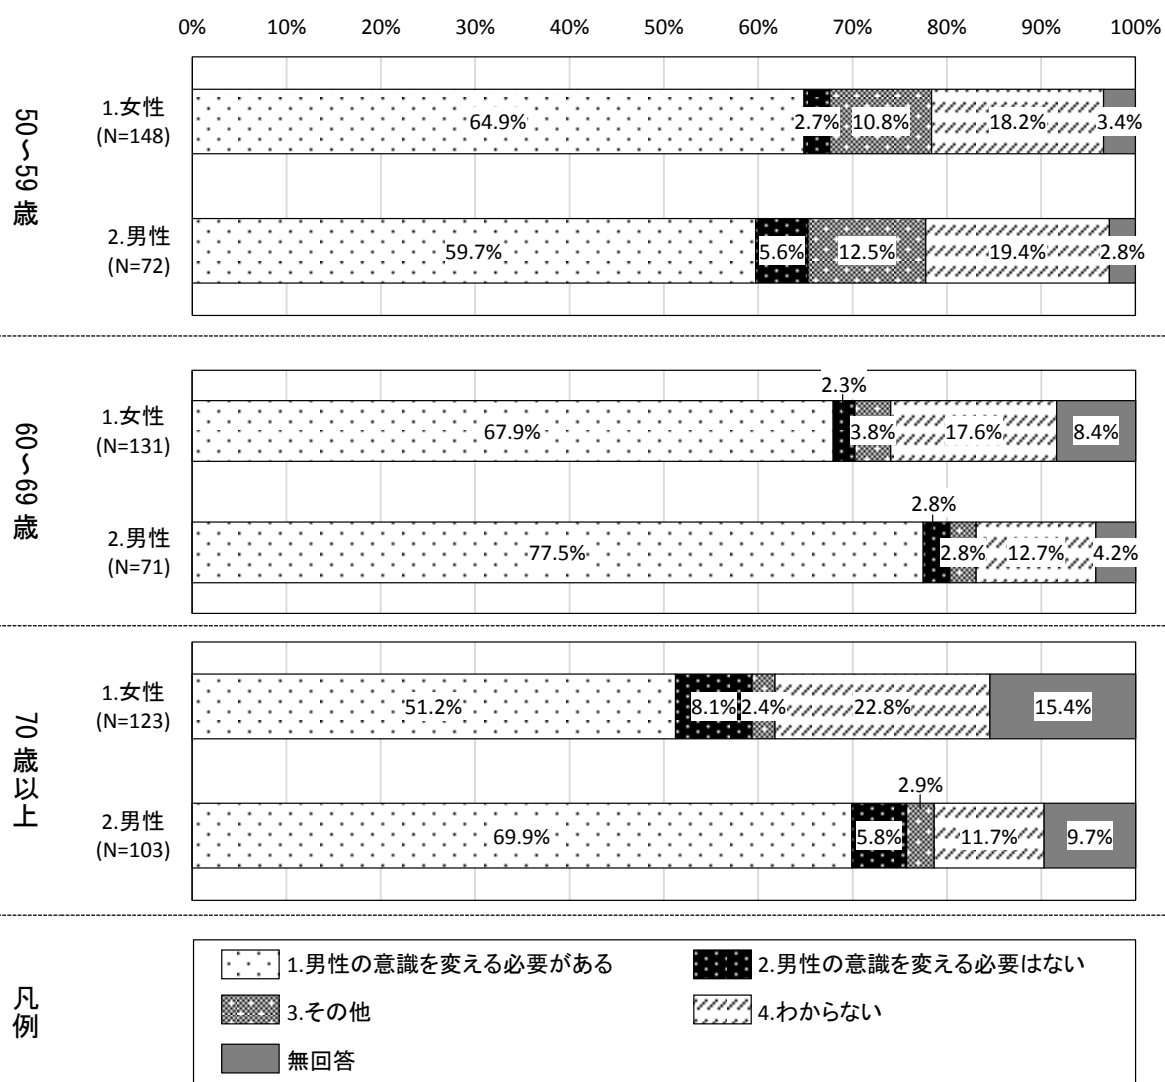 0% 10% 20% 30% 40% 50% 60% 70% 80% 90% 100%
50～59歳
1.女性
(N=148)
64.9% 2.7% 10.8% 18.2% 3.4%
2.男性
(N=72)
59.7% 5.6% 12.5% 19.4% 2.8%
60～69歳
2.3%
1.女性
(N=131)
67.9% 3.8% 17.6% 8.4%
2.8%
2.男性
(N=71)
77.5% 2.8% 12.7% 4.2%
70歳以上
1.女性
(N=123)
51.2% 8.1% 2.4% 22.8% 15.4%
2.9%
2.男性
(N=103)
69.9% 5.8% 11.7% 9.7%
凡例
1.男性の意識を変える必要がある 2.男性の意識を変える必要はない
3.その他 4.わからない
無回答